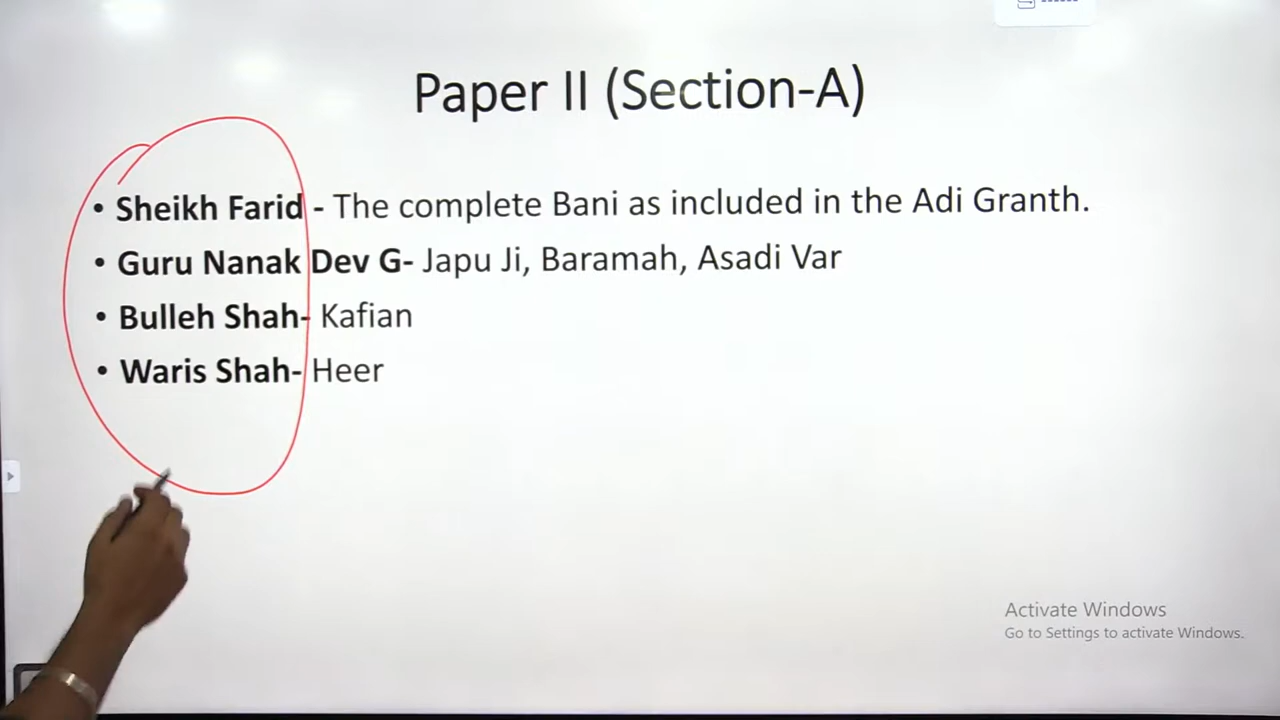 Paper II (Section-A)
• Sheikh Farid - The complete Bani as included in the Adi Granth.
• Guru Nanak Dev G- Japu Ji, Baramah, Asadi Var
• Bulleh Shah- Kafian
• Waris Shah- Heer
Activate Windows
Go to Settings to activate Windows.